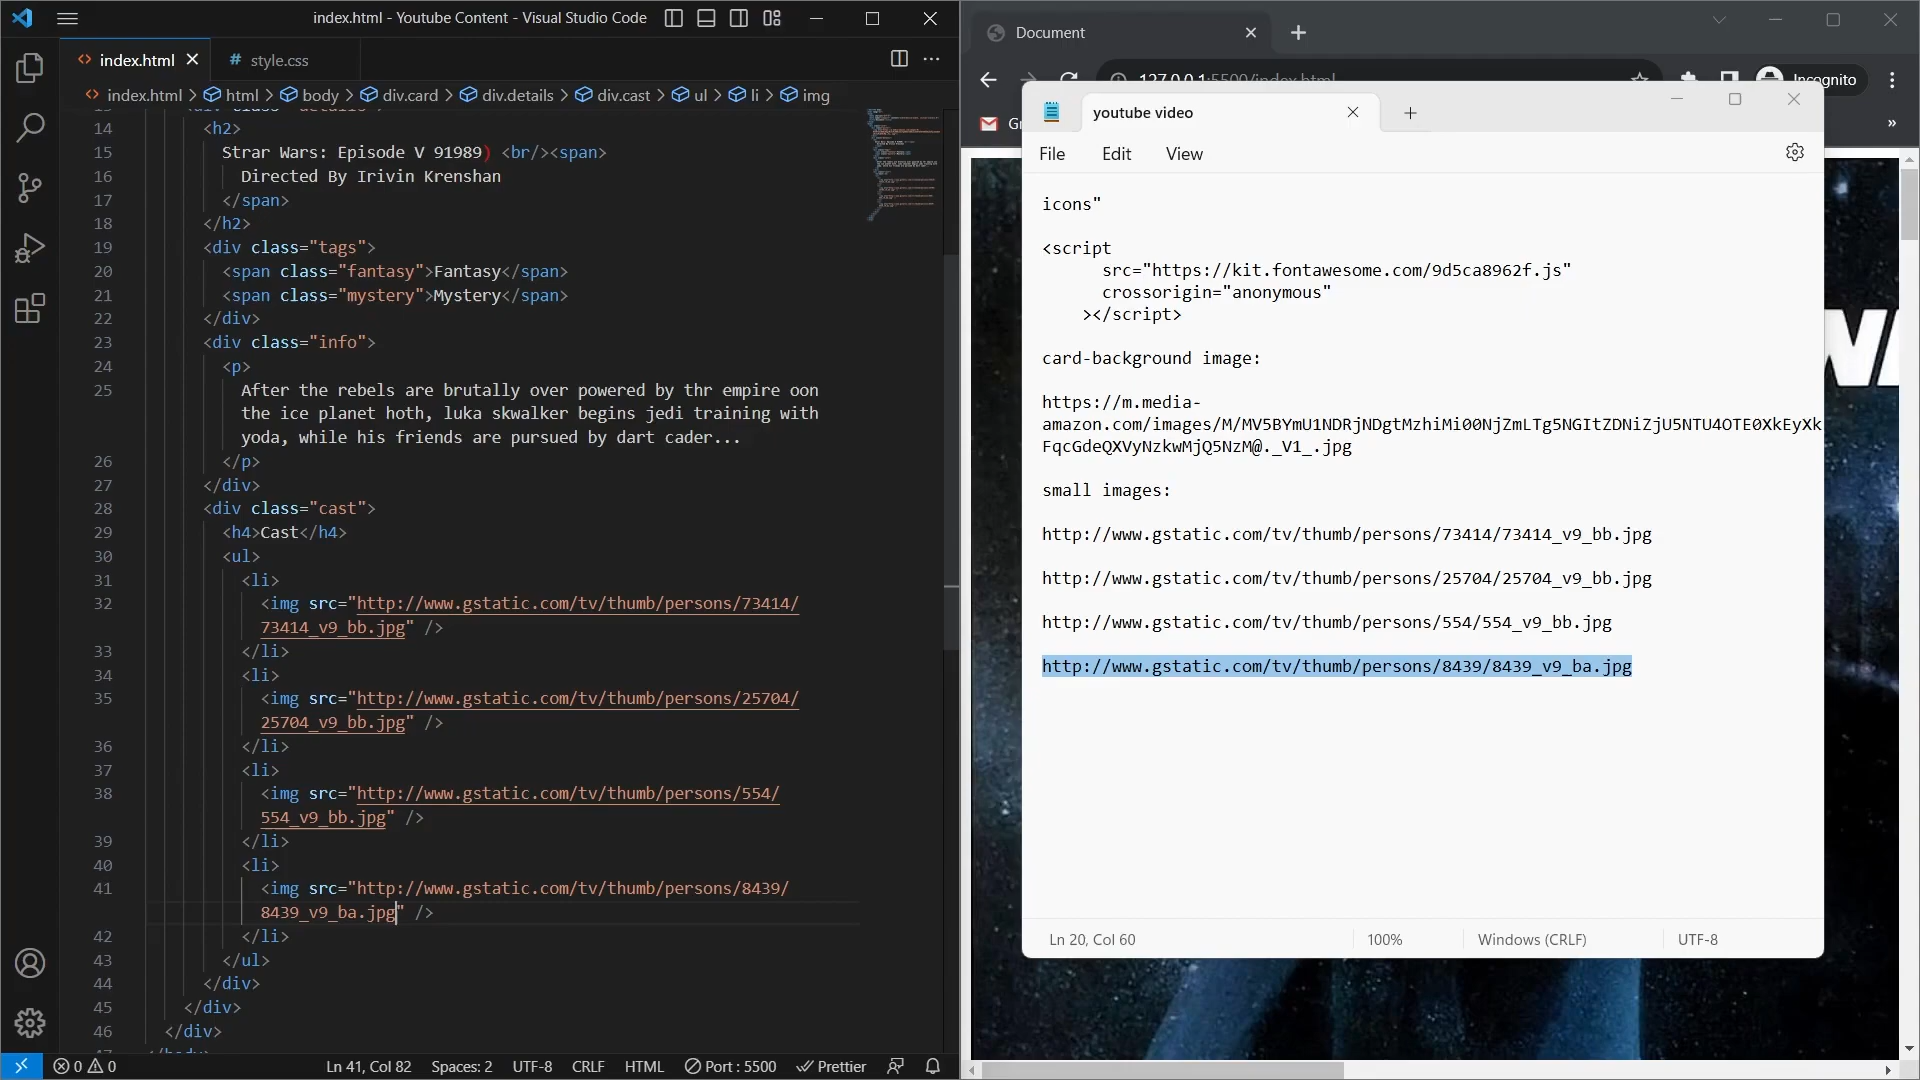 index.html - Youtube Content - Visual Studio Code
index.html
# style.css
index.html > html > body > div.card > div.details > div.cast > ul > li > img
14 <h2>
15 Strar Wars: Episode V 91989) <br/><span>
16 Directed By Irivin Krenshan
17 </span>
18 </h2>
19 <div class="tags">
20 <span class="fantasy">Fantasy</span>
21 <span class="mystery">Mystery</span>
22 </div>
23 <div class="info">
24 <p>
25 After the rebels are brutally over powered by thr empire oon
the ice planet hoth, luka skwalker begins jedi training with
yoda, while his friends are pursued by dart cader...
26 </p>
27 </div>
28 <div class="cast">
29 <h4>Cast</h4>
30 <ul>
31 <li>
32 <img src="http://www.gstatic.com/tv/thumb/persons/73414/
73414_v9_bb.jpg" />
33 </li>
34 <li>
35 <img src="http://www.gstatic.com/tv/thumb/persons/25704/
25704_v9_bb.jpg" />
36 </li>
37 <li>
38 <img src="http://www.gstatic.com/tv/thumb/persons/554/
554_v9_bb.jpg" />
39 </li>
40 <li>
41 <img src="http://www.gstatic.com/tv/thumb/persons/8439/
8439_v9_ba.jpg" />
42 </li>
43 </ul>
44 </div>
45 </div>
46 </div>
0 0
Ln 41, Col 82 Spaces: 2 UTF-8 CRLF HTML Port : 5500 Prettier
Document
127.0.0.1:5500/index.html
Incognito
youtube video
File Edit View
icons"
<script
src="https://kit.fontawesome.com/9d5ca8962f.js"
crossorigin="anonymous"
></script>
card-background image:
https://m.media-
amazon.com/images/M/MV5BYmU1NDRjNDgtMzhiMi00NjZmLTg5NGItZDNiZjU5NTU4OTE0XkEyXk
FqcGdeQXVyNzkwMjQ5NzM@._V1_.jpg
small images:
http://www.gstatic.com/tv/thumb/persons/73414/73414_v9_bb.jpg
http://www.gstatic.com/tv/thumb/persons/25704/25704_v9_bb.jpg
http://www.gstatic.com/tv/thumb/persons/554/554_v9_bb.jpg
http://www.gstatic.com/tv/thumb/persons/8439/8439_v9_ba.jpg
Ln 20, Col 60 100% Windows (CRLF) UTF-8